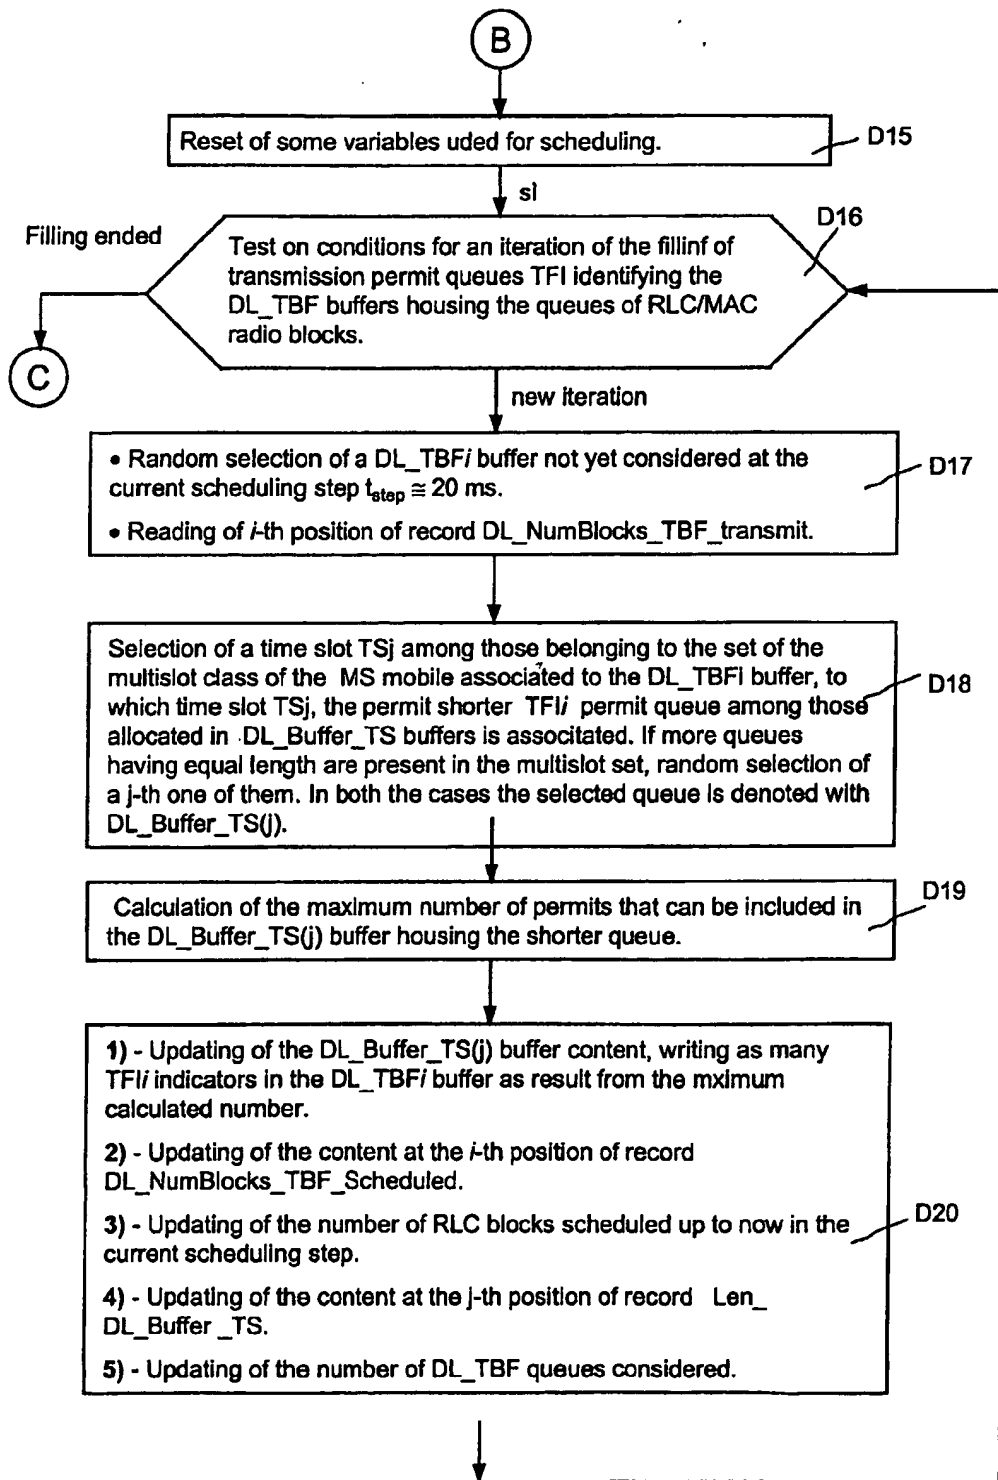 B
Reset of some variables uded for scheduling.
D15
sì
D16
Filling ended
Test on conditions for an iteration of the fillinf of
transmission permit queues TFI identifying the
DL_TBF buffers housing the queues of RLC/MAC
radio blocks.
C
new iteration
• Random selection of a DL_TBFi buffer not yet considered at the
current scheduling step tstep ≅ 20 ms.
• Reading of i-th position of record DL_NumBlocks_TBF_transmit.
D17
Selection of a time slot TSj among those belonging to the set of the
multislot class of the MS mobile associated to the DL_TBFi buffer, to
which time slot TSj, the permit shorter TFIi permit queue among those
allocated in DL_Buffer_TS buffers is associtated. If more queues
having equal length are present in the multislot set, random selection of
a j-th one of them. In both the cases the selected queue is denoted with
DL_Buffer_TS(j).
D18
D19
Calculation of the maximum number of permits that can be included in
the DL_Buffer_TS(j) buffer housing the shorter queue.
1) - Updating of the DL_Buffer_TS(j) buffer content, writing as many
TFIi indicators in the DL_TBFi buffer as result from the mximum
calculated number.
2) - Updating of the content at the i-th position of record
DL_NumBlocks_TBF_Scheduled.
3) - Updating of the number of RLC blocks scheduled up to now in the
current scheduling step.
D20
4) - Updating of the content at the j-th position of record Len_
DL_Buffer _TS.
5) - Updating of the number of DL_TBF queues considered.